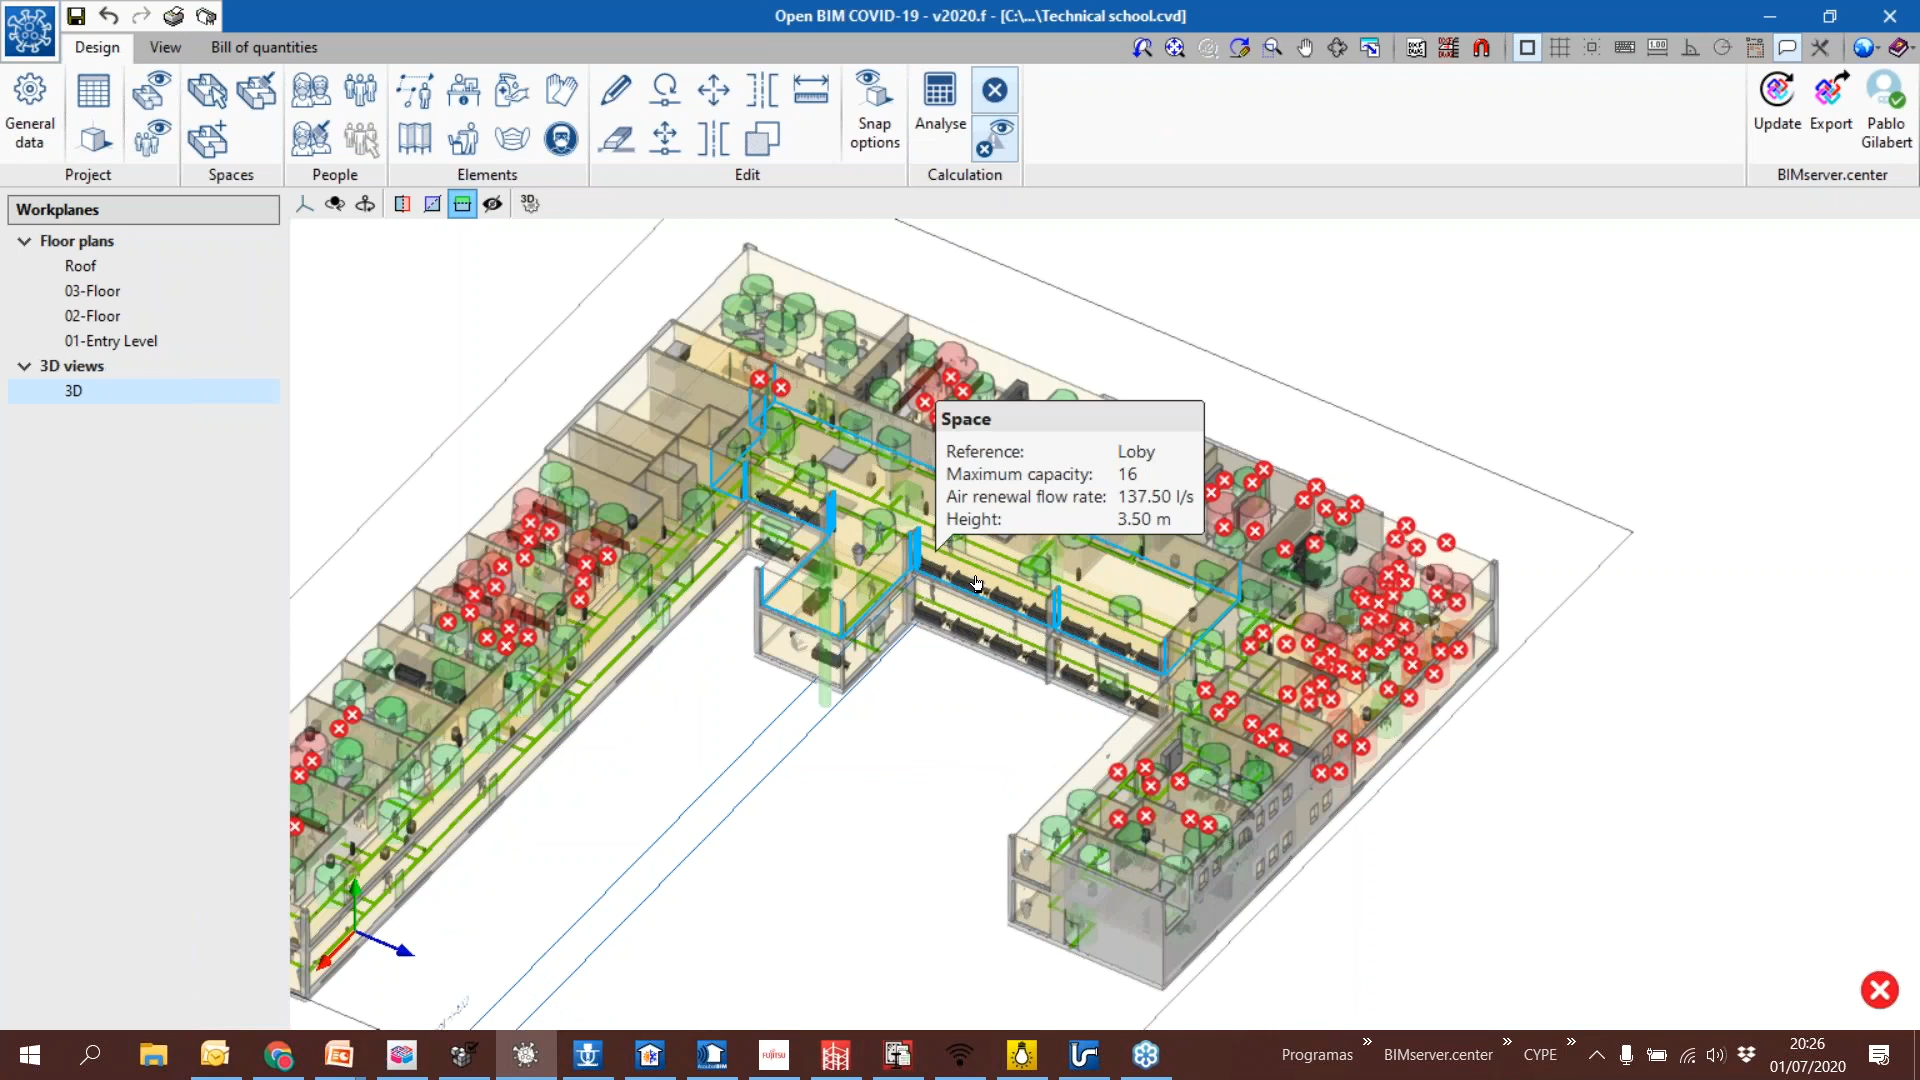 Open BIM COVID-19 - v2020.f - [C:\...\Technical school.cvd]
Design
View
Bill of quantities
General data
Snap options
Analyse
Update
Export
Pablo Gilabert
Project
Spaces
People
Elements
Edit
Calculation
BIMserver.center
3D
Workplanes
Floor plans
Roof
03-Floor
02-Floor
01-Entry Level
3D views
3D
Space
Reference: Loby
Maximum capacity: 16
Air renewal flow rate: 137.50 l/s
Height: 3.50 m
FUJITSU
Programas
BIMserver.center
CYPE
20:26
01/07/2020